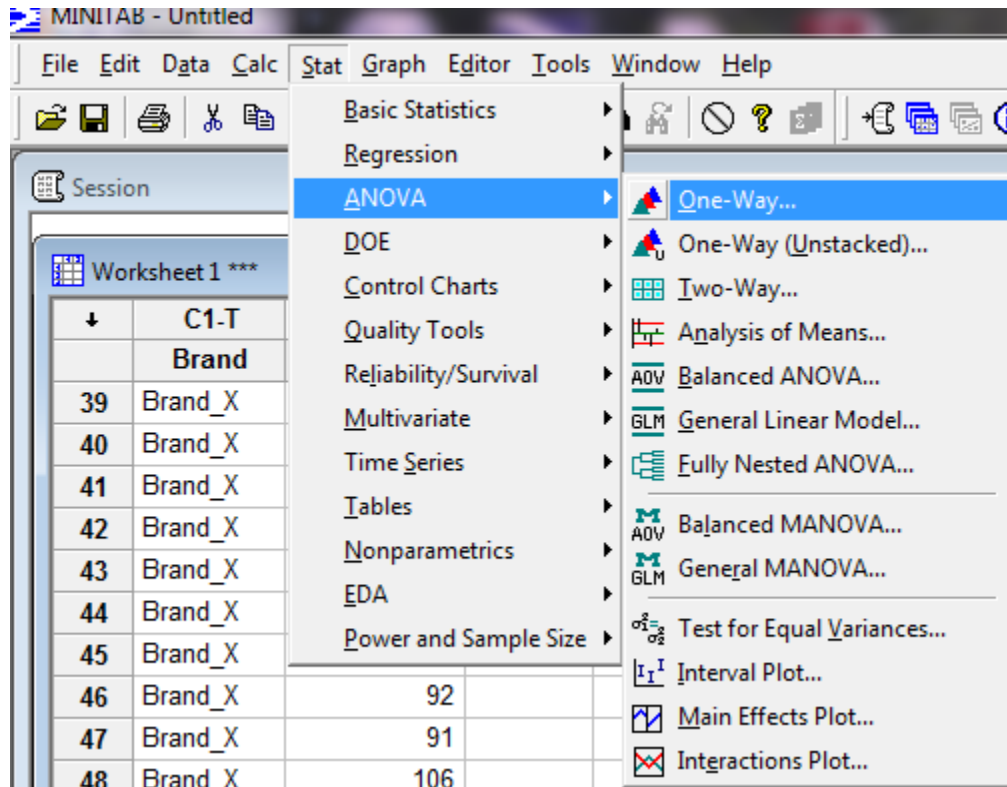 MINITAB - Untitled
File Edit Data Calc Stat Graph Editor Tools Window Help
Basic Statistics
Regression
ANOVA
DOE
Control Charts
Quality Tools
Reliability/Survival
Multivariate
Time Series
Tables
Nonparametrics
EDA
Power and Sample Size
One-Way...
One-Way (Unstacked)...
Two-Way...
Analysis of Means...
AOV Balanced ANOVA...
GLM General Linear Model...
Fully Nested ANOVA...
M AOV Balanced MANOVA...
M GLM General MANOVA...
Test for Equal Variances...
Interval Plot...
Main Effects Plot...
Interactions Plot...
Session
Worksheet 1 ***
C1-T
Brand
39 Brand_X
40 Brand_X
41 Brand_X
42 Brand_X
43 Brand_X
44 Brand_X
45 Brand_X
46 Brand_X 92
47 Brand_X 91
48 Brand_X 106